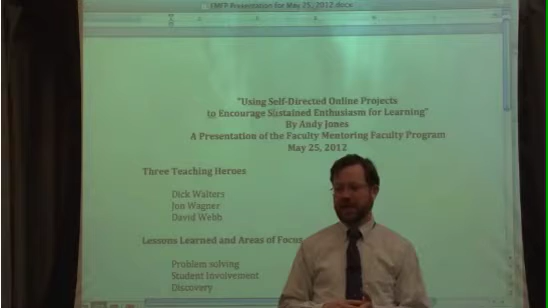 FMFP Presentation for May 25, 2012.docx
"Using Self-Directed Online Projects
to Encourage Sustained Enthusiasm for Learning"
By Andy Jones
A Presentation of the Faculty Mentoring Faculty Program
May 25, 2012
Three Teaching Heroes
Dick Walters
Jon Wagner
David Webb
Lessons Learned and Areas of Focus
Problem solving
Student Involvement
Discovery